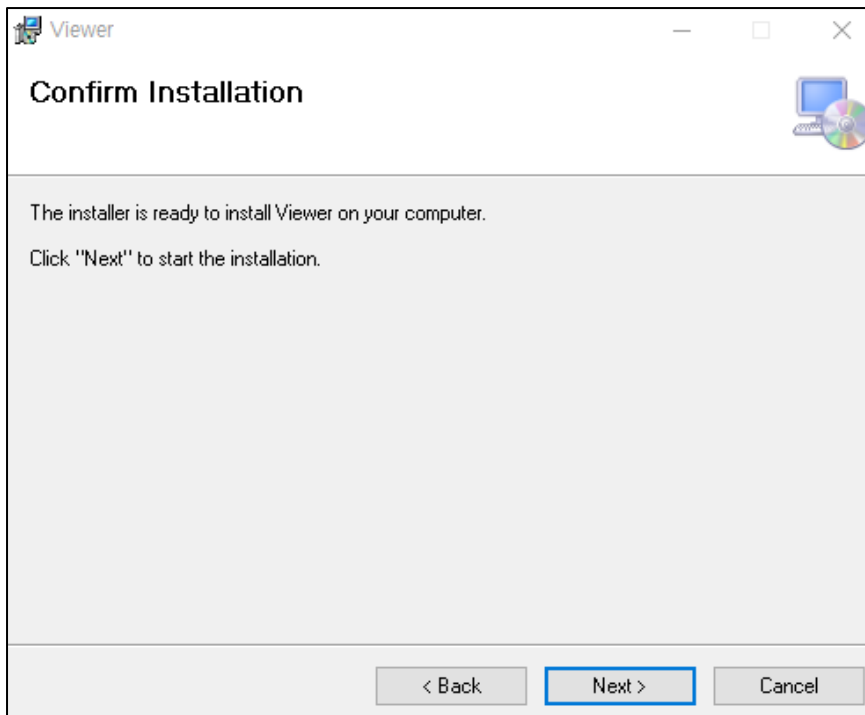 Viewer
Confirm Installation
The installer is ready to install Viewer on your computer.
Click "Next" to start the installation.
< Back
Next >
Cancel